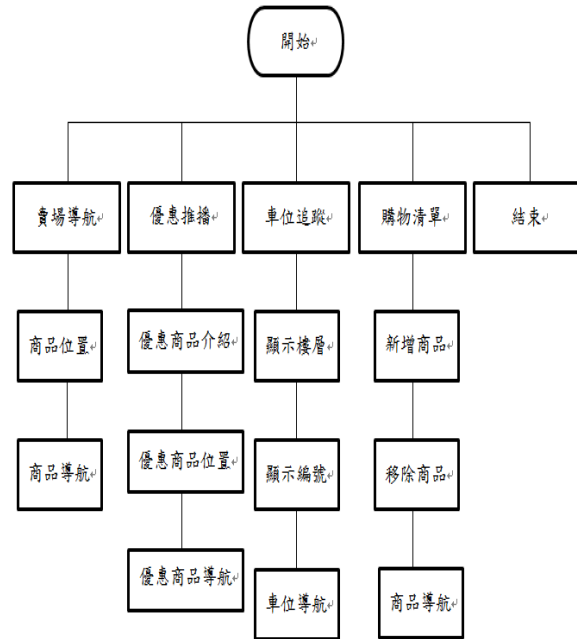 開始
賣場導航
優惠推播
車位追蹤
購物清單
結束
商品位置
優惠商品介紹
顯示樓層
新增商品
商品導航
優惠商品位置
顯示編號
移除商品
優惠商品導航
車位導航
商品導航